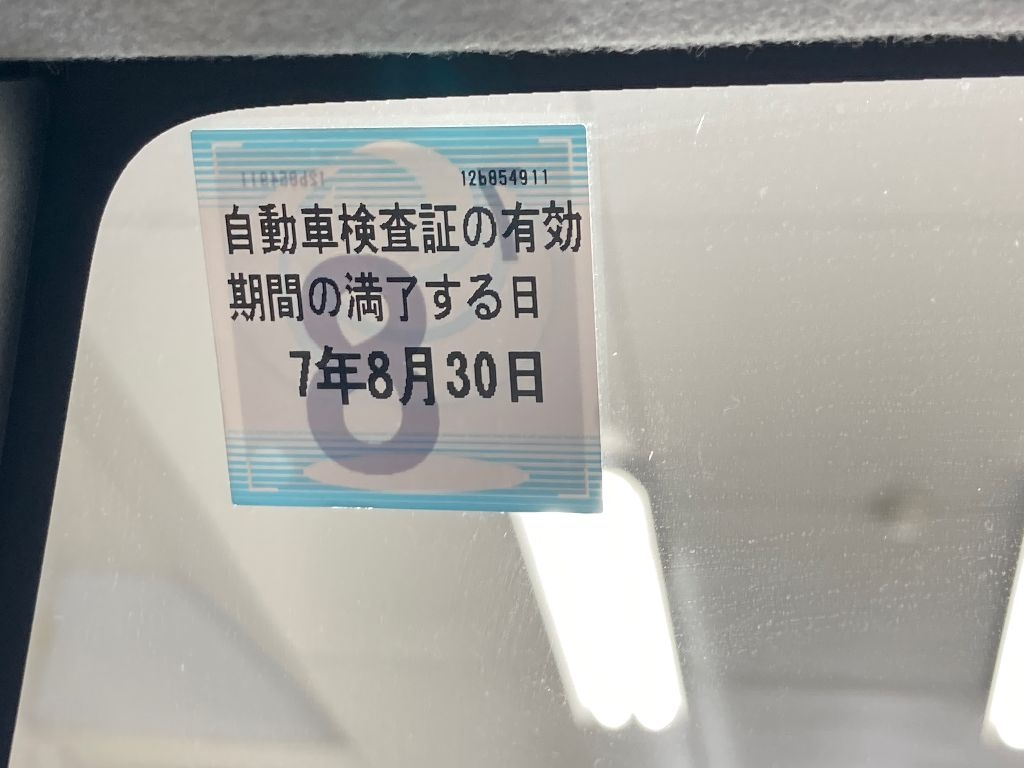 12b854911
自動車検査証の有効
期間の満了する日
7年8月30日
8